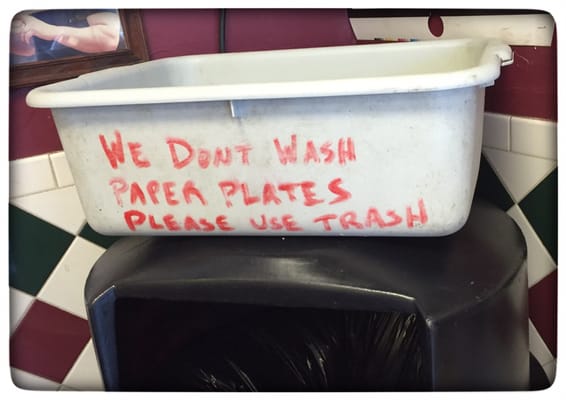 WE DONT WASH
PAPER PLATES
PLEASE USE TRASH